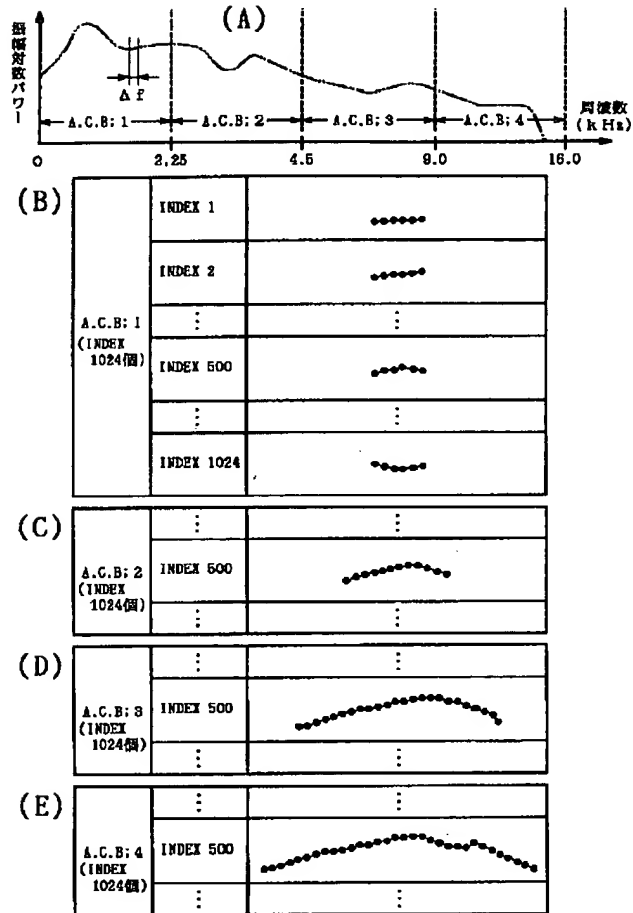 (A)
振幅対数パワー
Δf
A.C.B; 1 A.C.B; 2 A.C.B; 3 A.C.B; 4
周波数
(kHz)
0 2.25 4.5 9.0 16.0
(B)
A.C.B; 1
(INDEX
1024個)
INDEX 1
INDEX 2
⋮ ⋮
INDEX 500
⋮ ⋮
INDEX 1024
(C)
A.C.B; 2
(INDEX
1024個)
⋮ ⋮
INDEX 500
⋮ ⋮
(D)
A.C.B; 3
(INDEX
1024個)
⋮ ⋮
INDEX 500
⋮ ⋮
(E)
A.C.B; 4
(INDEX
1024個)
⋮ ⋮
INDEX 500
⋮ ⋮